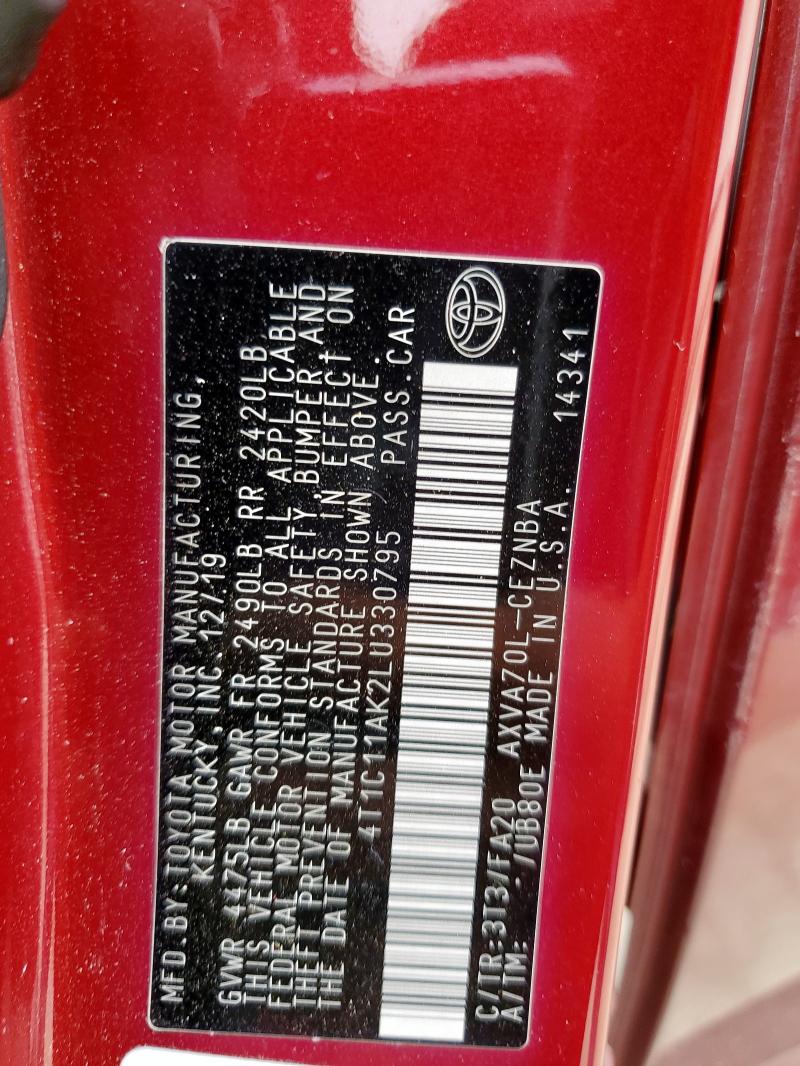 MFD.BY:TOYOTA MOTOR MANUFACTURING,
KENTUCKY, INC. 12/19
GVWR 4475LB GAWR FR 2490LB RR 2420LB
THIS VEHICLE CONFORMS TO ALL APPLICABLE
FEDERAL MOTOR VEHICLE SAFETY, BUMPER AND
THEFT PREVENTION STANDARDS IN EFFECT ON
THE DATE OF MANUFACTURE SHOWN ABOVE.
4T1C11AK2LU330795 PASS.CAR
C/TR:3T3/FA20 AXVA70L-CEZNBA
A/TM: -/UB80E MADE IN U.S.A. 14341